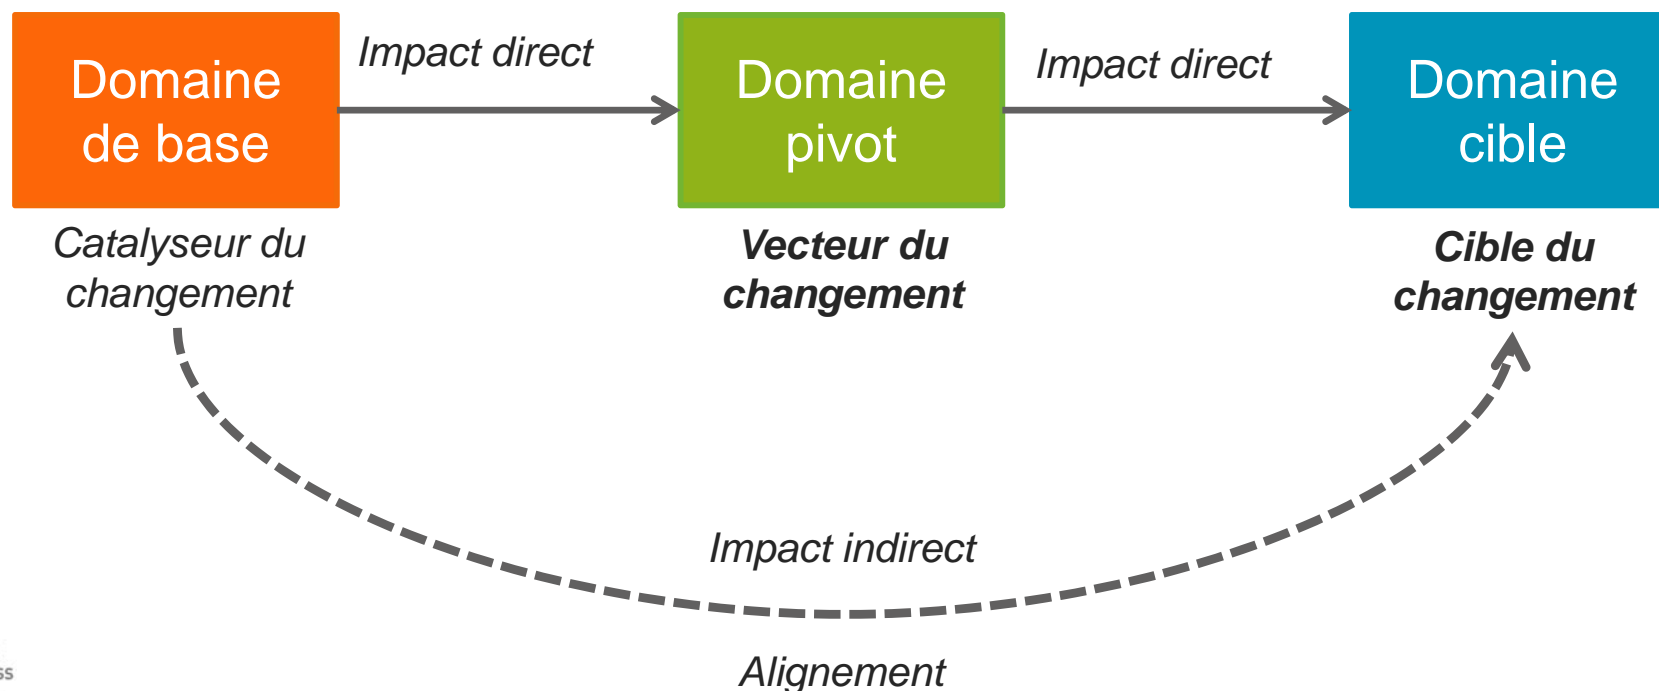 Domaine
de base
Impact direct
Domaine
pivot
Impact direct
Domaine
cible
Catalyseur du
changement
Vecteur du
changement
Cible du
changement
Impact indirect
Alignement
ss